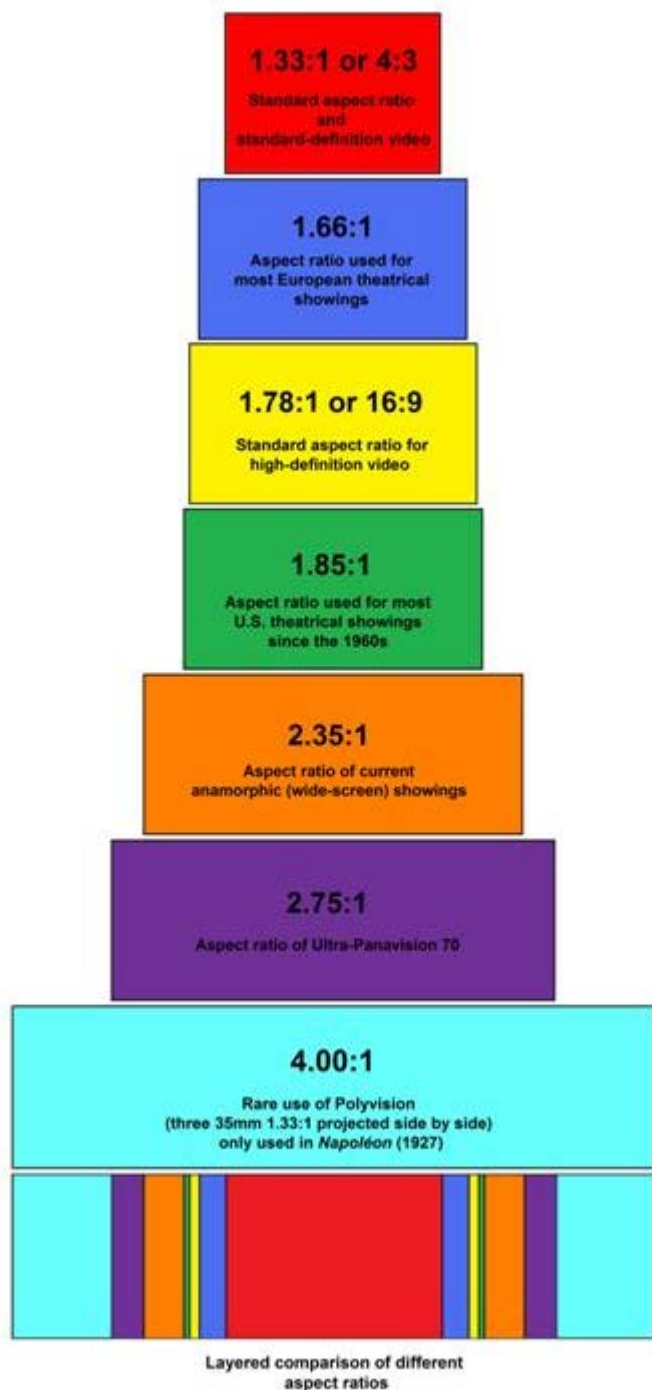 1.33:1 or 4:3
Standard aspect ratio
and
standard-definition video
1.66:1
Aspect ratio used for
most European theatrical
showings
1.78:1 or 16:9
Standard aspect ratio for
high-definition video
1.85:1
Aspect ratio used for most
U.S. theatrical showings
since the 1960s
2.35:1
Aspect ratio of current
anamorphic (wide-screen) showings
2.75:1
Aspect ratio of Ultra-Panavision 70
4.00:1
Rare use of Polyvision
(three 35mm 1.33:1 projected side by side)
only used in Napoléon (1927)
Layered comparison of different
aspect ratios